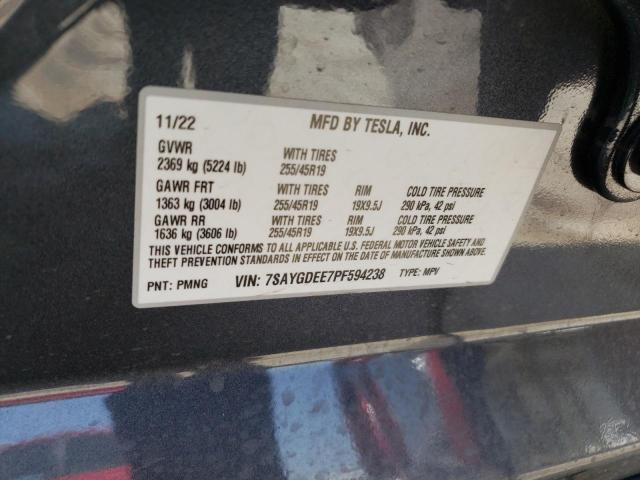 11/22 MFD BY TESLA, INC.
GVWR
2369 kg (5224 lb) WITH TIRES 255/45R19
GAWR FRT WITH TIRES RIM COLD TIRE PRESSURE
1363 kg (3004 lb) 255/45R19 19X9.5J 290 kPa, 42 psi
GAWR RR WITH TIRES RIM COLD TIRE PRESSURE
1636 kg (3606 lb) 255/45R19 19X9.5J 290 kPa, 42 psi
THIS VEHICLE CONFORMS TO ALL APPLICABLE U.S. FEDERAL MOTOR VEHICLE SAFETY AND
THEFT PREVENTION STANDARDS IN EFFECT ON THE DATE OF MANUFACTURE SHOWN ABOVE.
PNT: PMNG VIN: 7SAYGDEE7PF594238 TYPE: MPV